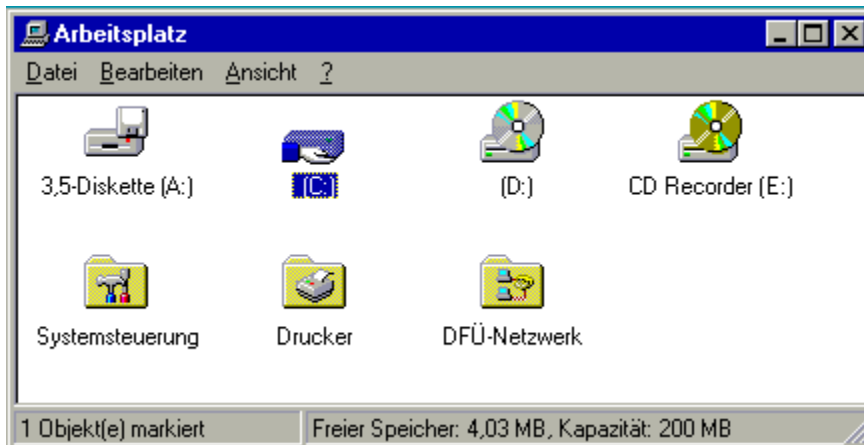 Arbeitsplatz
Datei Bearbeiten Ansicht ?
3,5-Diskette (A:) (C:) (D:) CD Recorder (E:)
Systemsteuerung Drucker DFÜ-Netzwerk
1 Objekt(e) markiert Freier Speicher: 4,03 MB, Kapazität: 200 MB